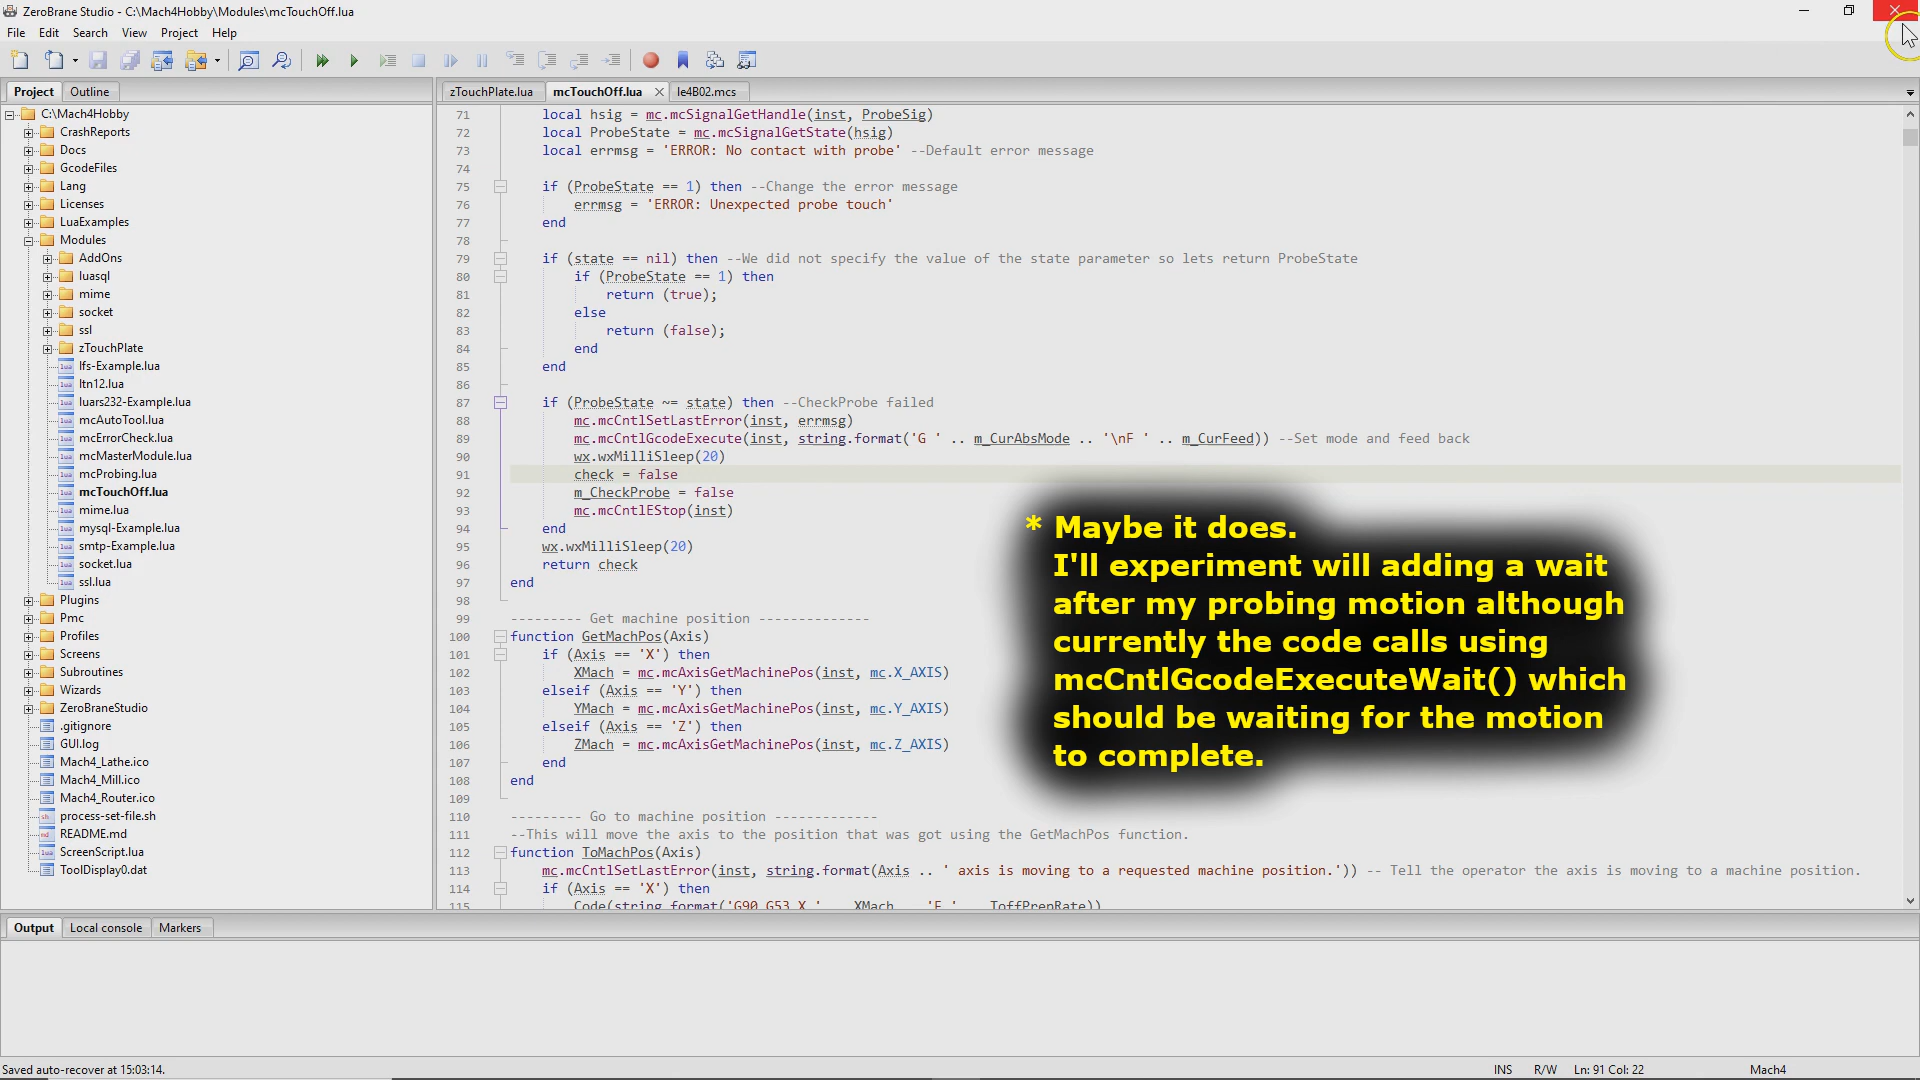 ZeroBrane Studio - C:\Mach4Hobby\Modules\mcTouchOff.lua
File Edit Search View Project Help
Project Outline
C:\Mach4Hobby
CrashReports
Docs
GcodeFiles
Lang
Licenses
LuaExamples
Modules
AddOns
luasql
mime
socket
ssl
zTouchPlate
lfs-Example.lua
ltn12.lua
luars232-Example.lua
mcAutoTool.lua
mcErrorCheck.lua
mcMasterModule.lua
mcProbing.lua
mcTouchOff.lua
mime.lua
mysql-Example.lua
smtp-Example.lua
socket.lua
ssl.lua
Plugins
Pmc
Profiles
Screens
Subroutines
Wizards
ZeroBraneStudio
.gitignore
GUI.log
Mach4_Lathe.ico
Mach4_Mill.ico
Mach4_Router.ico
process-set-file.sh
README.md
ScreenScript.lua
ToolDisplay0.dat
zTouchPlate.lua mcTouchOff.lua le4B02.mcs
71 local hsig = mc.mcSignalGetHandle(inst, ProbeSig)
72 local ProbeState = mc.mcSignalGetState(hsig)
73 local errmsg = 'ERROR: No contact with probe' --Default error message
74
75 if (ProbeState == 1) then --Change the error message
76 errmsg = 'ERROR: Unexpected probe touch'
77 end
78
79 if (state == nil) then --We did not specify the value of the state parameter so lets return ProbeState
80 if (ProbeState == 1) then
81 return (true);
82 else
83 return (false);
84 end
85 end
86
87 if (ProbeState ~= state) then --CheckProbe failed
88 mc.mcCntlSetLastError(inst, errmsg)
89 mc.mcCntlGcodeExecute(inst, string.format('G ' .. m_CurAbsMode .. '\nF ' .. m_CurFeed)) --Set mode and feed back
90 wx.wxMilliSleep(20)
91 check = false
92 m_CheckProbe = false
93 mc.mcCntlEStop(inst)
94 end
95 wx.wxMilliSleep(20)
96 return check
97 end
98
99 --------- Get machine position --------------
100 function GetMachPos(Axis)
101 if (Axis == 'X') then
102 XMach = mc.mcAxisGetMachinePos(inst, mc.X_AXIS)
103 elseif (Axis == 'Y') then
104 YMach = mc.mcAxisGetMachinePos(inst, mc.Y_AXIS)
105 elseif (Axis == 'Z') then
106 ZMach = mc.mcAxisGetMachinePos(inst, mc.Z_AXIS)
107 end
108 end
109
110 --------- Go to machine position -------------
111 --This will move the axis to the position that was got using the GetMachPos function.
112 function ToMachPos(Axis)
113 mc.mcCntlSetLastError(inst, string.format(Axis .. ' axis is moving to a requested machine position.')) -- Tell the operator the axis is moving to a machine position.
114 if (Axis == 'X') then
115 Code(string.format('G90 G53 X ' .. XMach .. 'F ' .. ToffPrepRate))
* Maybe it does.
I'll experiment will adding a wait
after my probing motion although
currently the code calls using
mcCntlGcodeExecuteWait() which
should be waiting for the motion
to complete.
Output Local console Markers
Saved auto-recover at 15:03:14.
INS R/W Ln: 91 Col: 22 Mach4